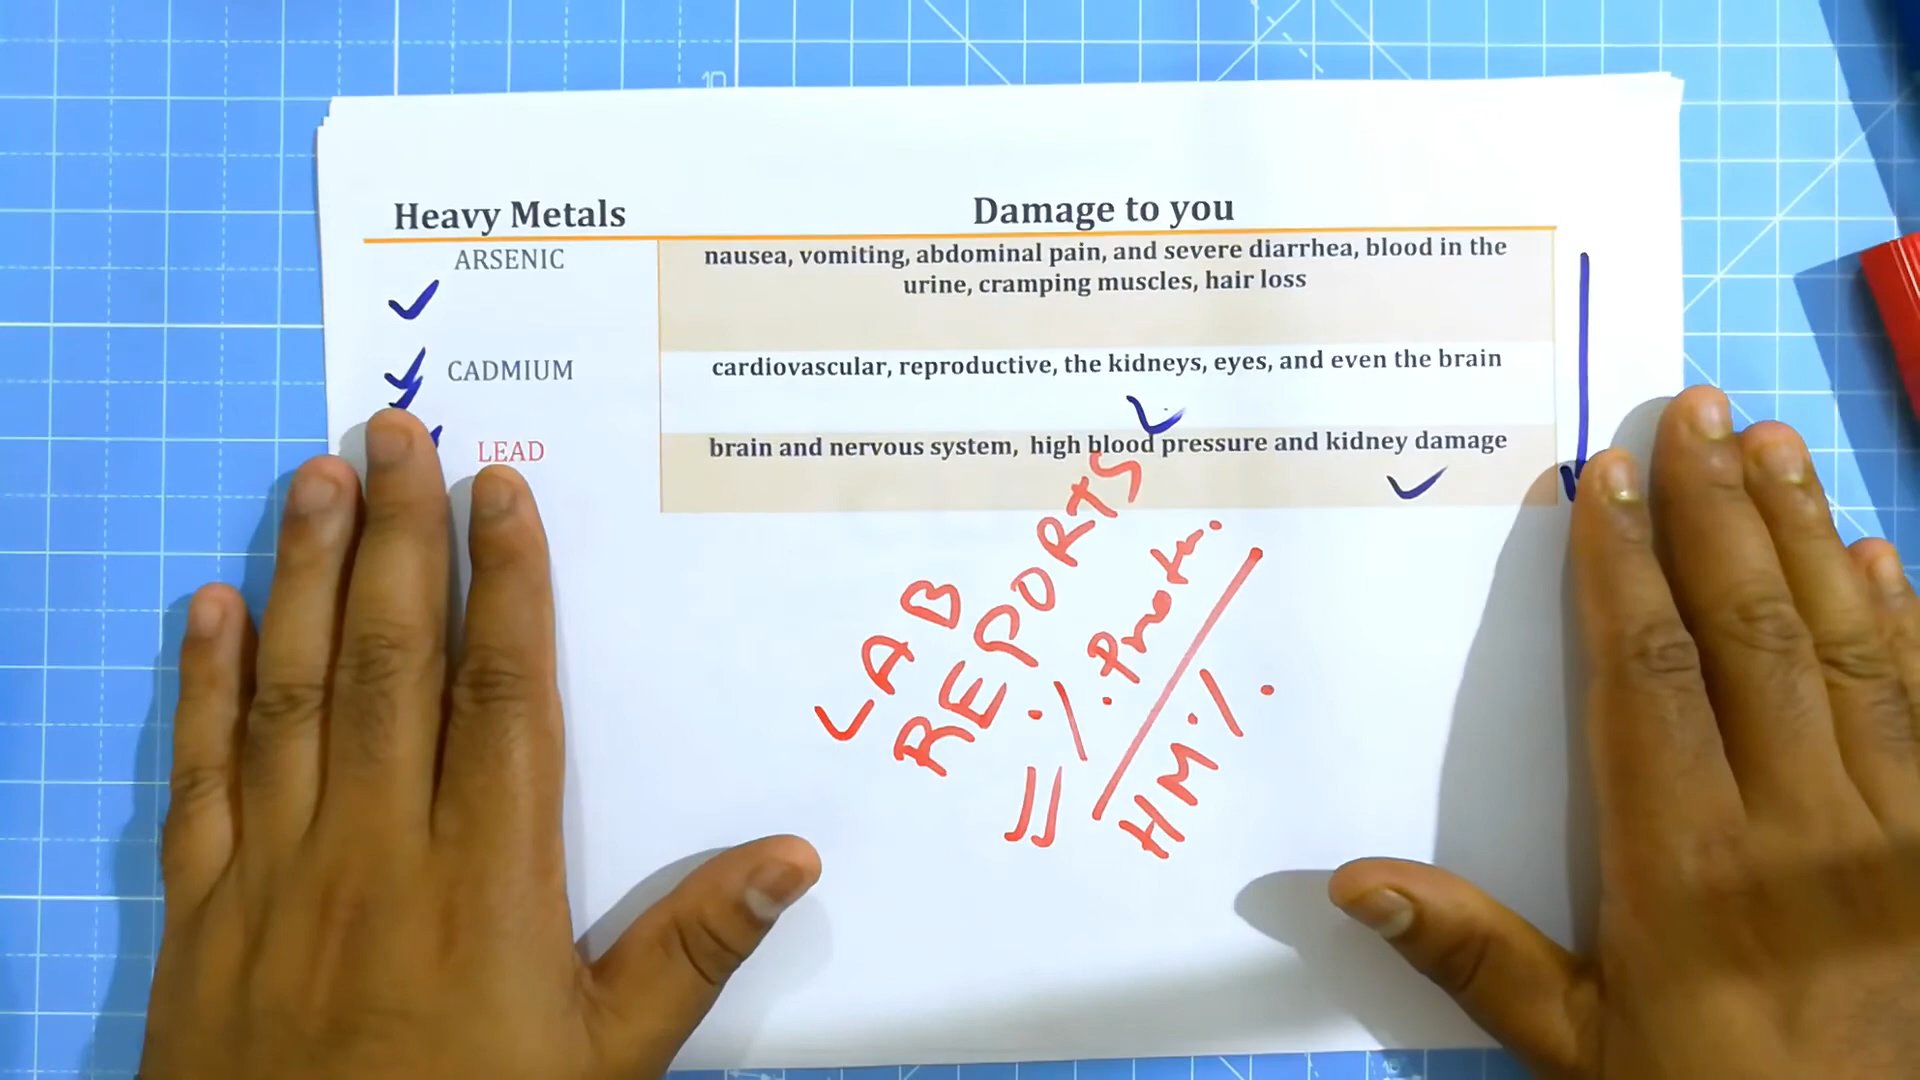 10
Heavy Metals Damage to you
ARSENIC nausea, vomiting, abdominal pain, and severe diarrhea, blood in the
urine, cramping muscles, hair loss
CADMIUM cardiovascular, reproductive, the kidneys, eyes, and even the brain
LEAD brain and nervous system, high blood pressure and kidney damage
LAB
REPORTS
%
HM %